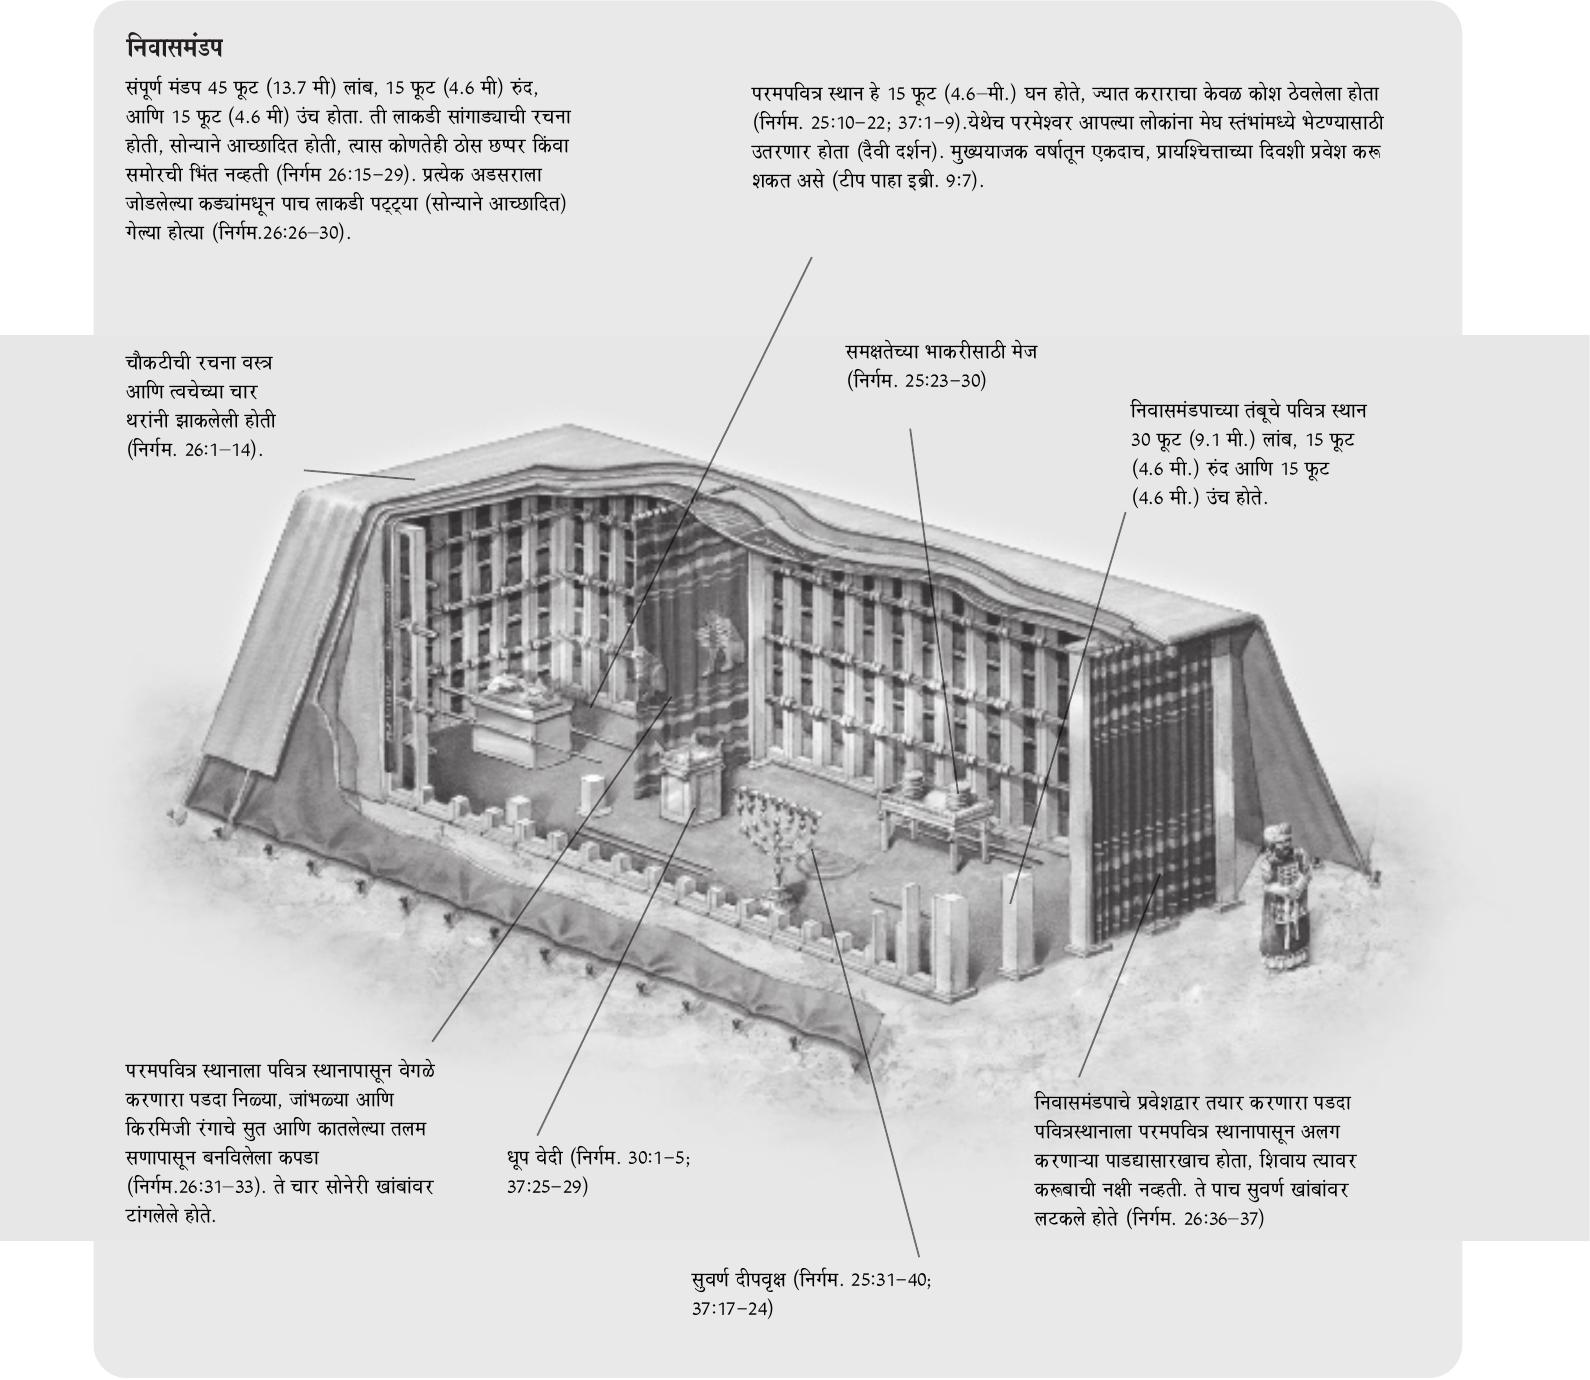 निवासमंडप
संपूर्ण मंडप 45 फूट (13.7 मी) लांब, 15 फूट (4.6 मी) रुंद,
आणि 15 फूट (4.6 मी) उंच होता. ती लाकडी सांगाड्याची रचना
होती, सोन्याने आच्छादित होती, त्यास कोणतेही ठोस छप्पर किंवा
समोरची भिंत नव्हती (निर्गम 26:15–29). प्रत्येक अडसराला
जोडलेल्या कड्यांमधून पाच लाकडी पट्ट्या (सोन्याने आच्छादित)
गेल्या होत्या (निर्गम.26:26–30).
परमपवित्र स्थान हे 15 फूट (4.6–मी.) घन होते, ज्यात कराराचा केवळ कोश ठेवलेला होता
(निर्गम. 25:10–22; 37:1–9).येथेच परमेश्वर आपल्या लोकांना मेघ स्तंभांमध्ये भेटण्यासाठी
उतरणार होता (दैवी दर्शन). मुख्ययाजक वर्षातून एकदाच, प्रायश्चित्ताच्या दिवशी प्रवेश करू
शकत असे (टीप पाहा इब्री. 9:7).
चौकटीची रचना वस्त्र
आणि त्वचेच्या चार
थरांनी झाकलेली होती
(निर्गम. 26:1–14).
समक्षतेच्या भाकरीसाठी मेज
(निर्गम. 25:23–30)
निवासमंडपाच्या तंबूचे पवित्र स्थान
30 फूट (9.1 मी.) लांब, 15 फूट
(4.6 मी.) रुंद आणि 15 फूट
(4.6 मी.) उंच होते.
परमपवित्र स्थानाला पवित्र स्थानापासून वेगळे
करणारा पडदा निळ्या, जांभळ्या आणि
किरमिजी रंगाचे सुत आणि कातलेल्या तलम
सणापासून बनविलेला कपडा
(निर्गम.26:31–33). ते चार सोनेरी खांबांवर
टांगलेले होते.
धूप वेदी (निर्गम. 30:1–5;
37:25–29)
सुवर्ण दीपवृक्ष (निर्गम. 25:31–40;
37:17–24)
निवासमंडपाचे प्रवेशद्वार तयार करणारा पडदा
पवित्रस्थानाला परमपवित्र स्थानापासून अलग
करणाऱ्या पाडद्यासारखाच होता, शिवाय त्यावर
करूबाची नक्षी नव्हती. ते पाच सुवर्ण खांबांवर
लटकले होते (निर्गम. 26:36–37)